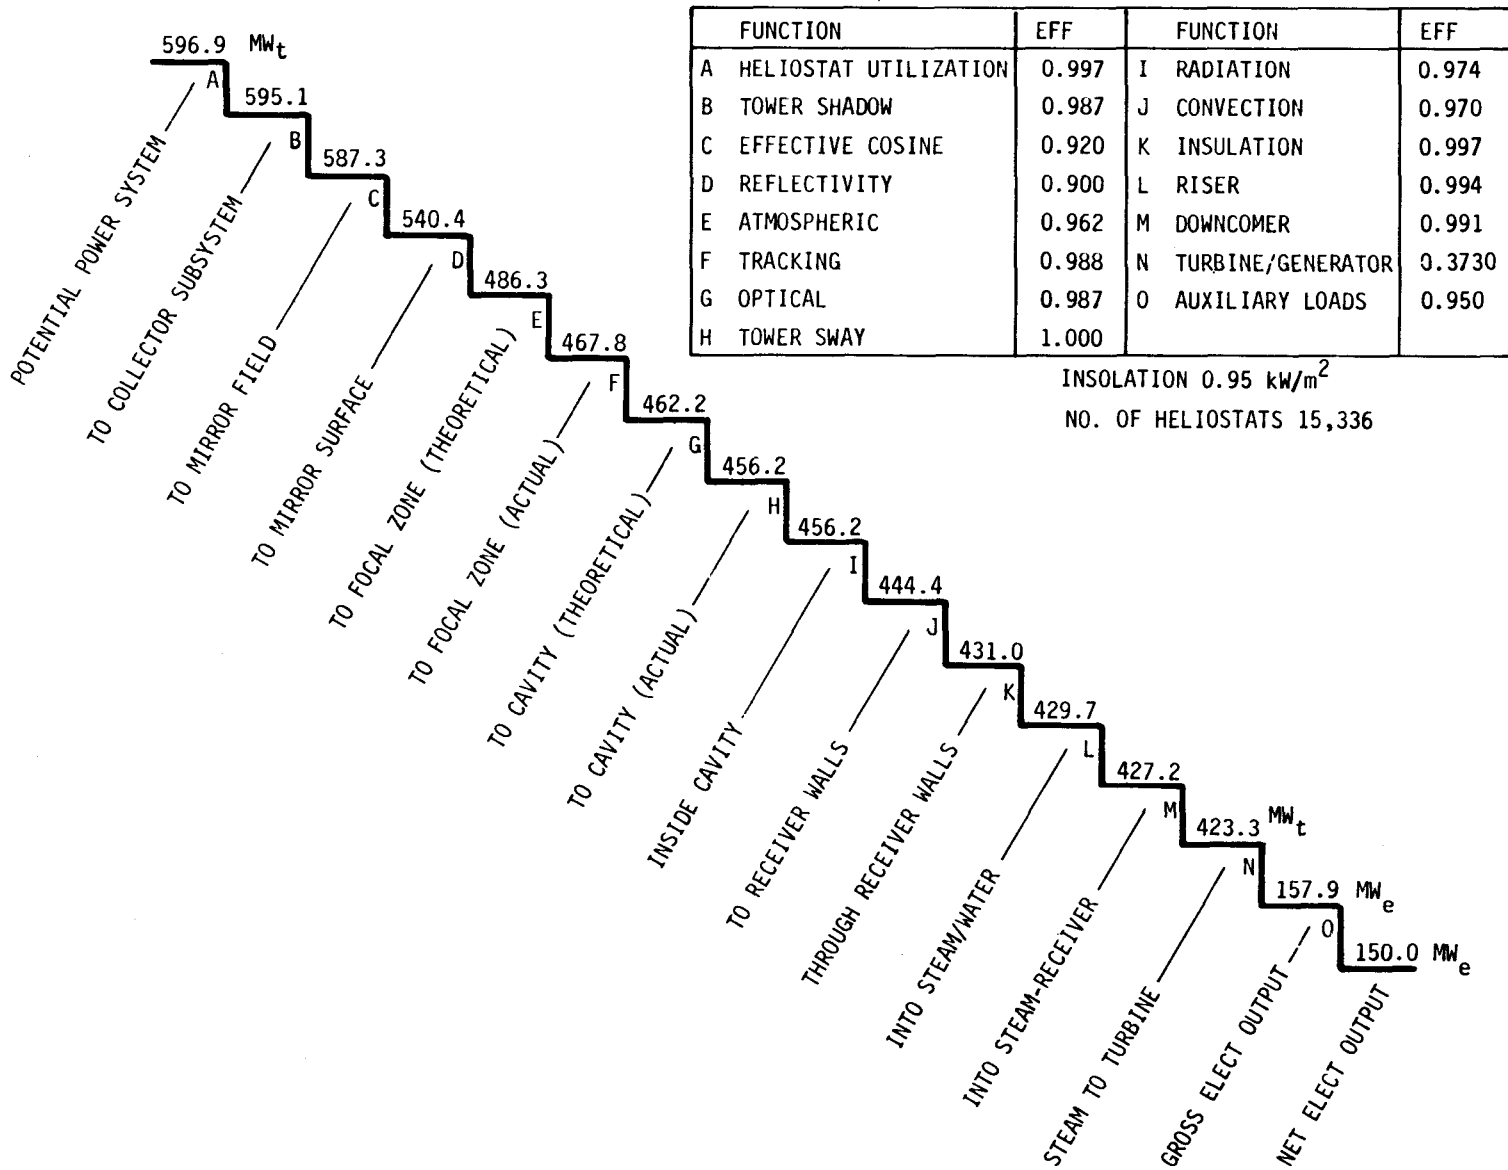 FUNCTION EFF FUNCTION EFF
A HELIOSTAT UTILIZATION 0.997 I RADIATION 0.974
B TOWER SHADOW 0.987 J CONVECTION 0.970
C EFFECTIVE COSINE 0.920 K INSULATION 0.997
D REFLECTIVITY 0.900 L RISER 0.994
E ATMOSPHERIC 0.962 M DOWNCOMER 0.991
F TRACKING 0.988 N TURBINE/GENERATOR 0.3730
G OPTICAL 0.987 O AUXILIARY LOADS 0.950
H TOWER SWAY 1.000
INSOLATION 0.95 kW/m2
NO. OF HELIOSTATS 15,336
596.9 MWt
A
595.1
B
587.3
C
540.4
D
486.3
E
467.8
F
462.2
G
456.2
H
456.2
I
444.4
J
431.0
K
429.7
L
427.2
M
423.3 MWt
N
157.9 MWe
O
150.0 MWe
POTENTIAL POWER SYSTEM
TO COLLECTOR SUBSYSTEM
TO MIRROR FIELD
TO MIRROR SURFACE
TO FOCAL ZONE (THEORETICAL)
TO FOCAL ZONE (ACTUAL)
TO CAVITY (THEORETICAL)
TO CAVITY (ACTUAL)
INSIDE CAVITY
TO RECEIVER WALLS
THROUGH RECEIVER WALLS
INTO STEAM/WATER
INTO STEAM-RECEIVER
STEAM TO TURBINE
GROSS ELECT OUTPUT
NET ELECT OUTPUT